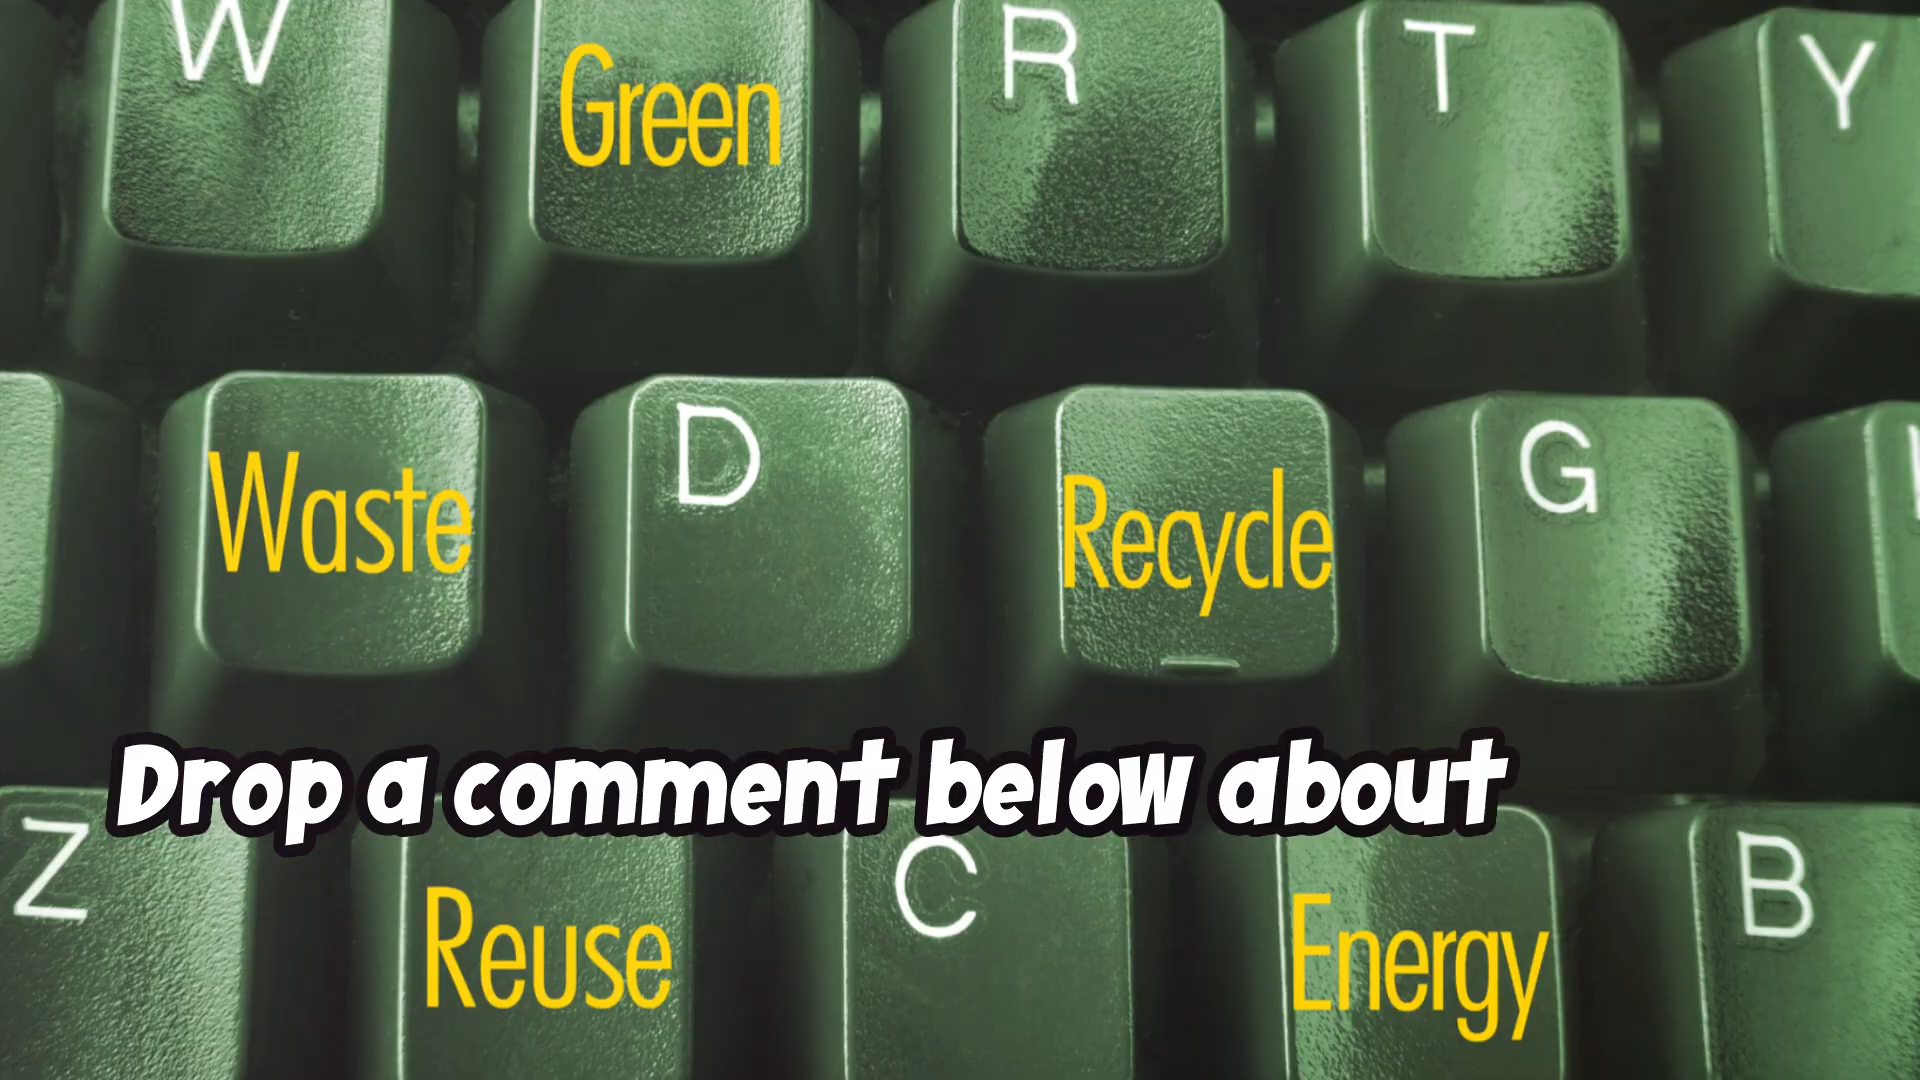 W Green R T Y
Waste D Recycle G
Drop a comment below about
Z Reuse C Energy B